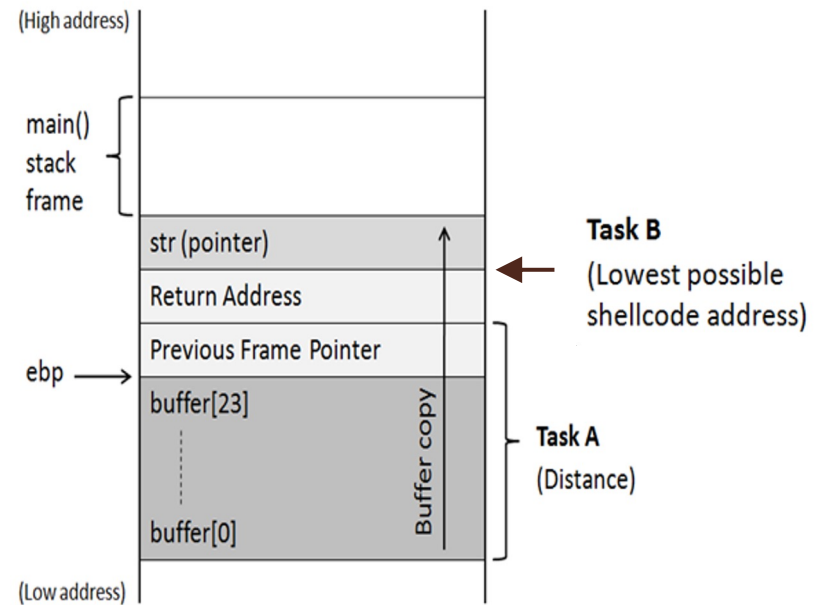 (High address)
main()
stack
frame
str (pointer)
Return Address
Previous Frame Pointer
ebp
buffer[23]
buffer[0]
Buffer copy
Task B
(Lowest possible
shellcode address)
Task A
(Distance)
(Low address)